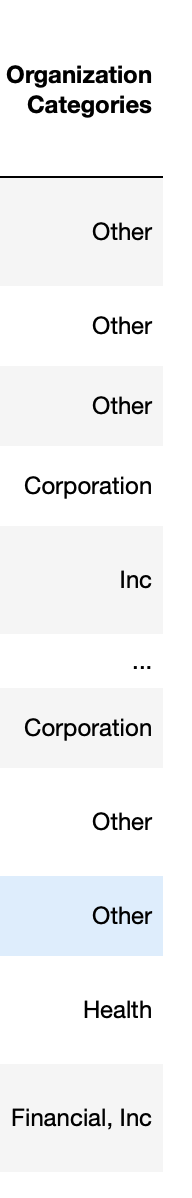 Organization
Categories
Other
Other
Other
Corporation
Inc
...
Corporation
Other
Other
Health
Financial, Inc